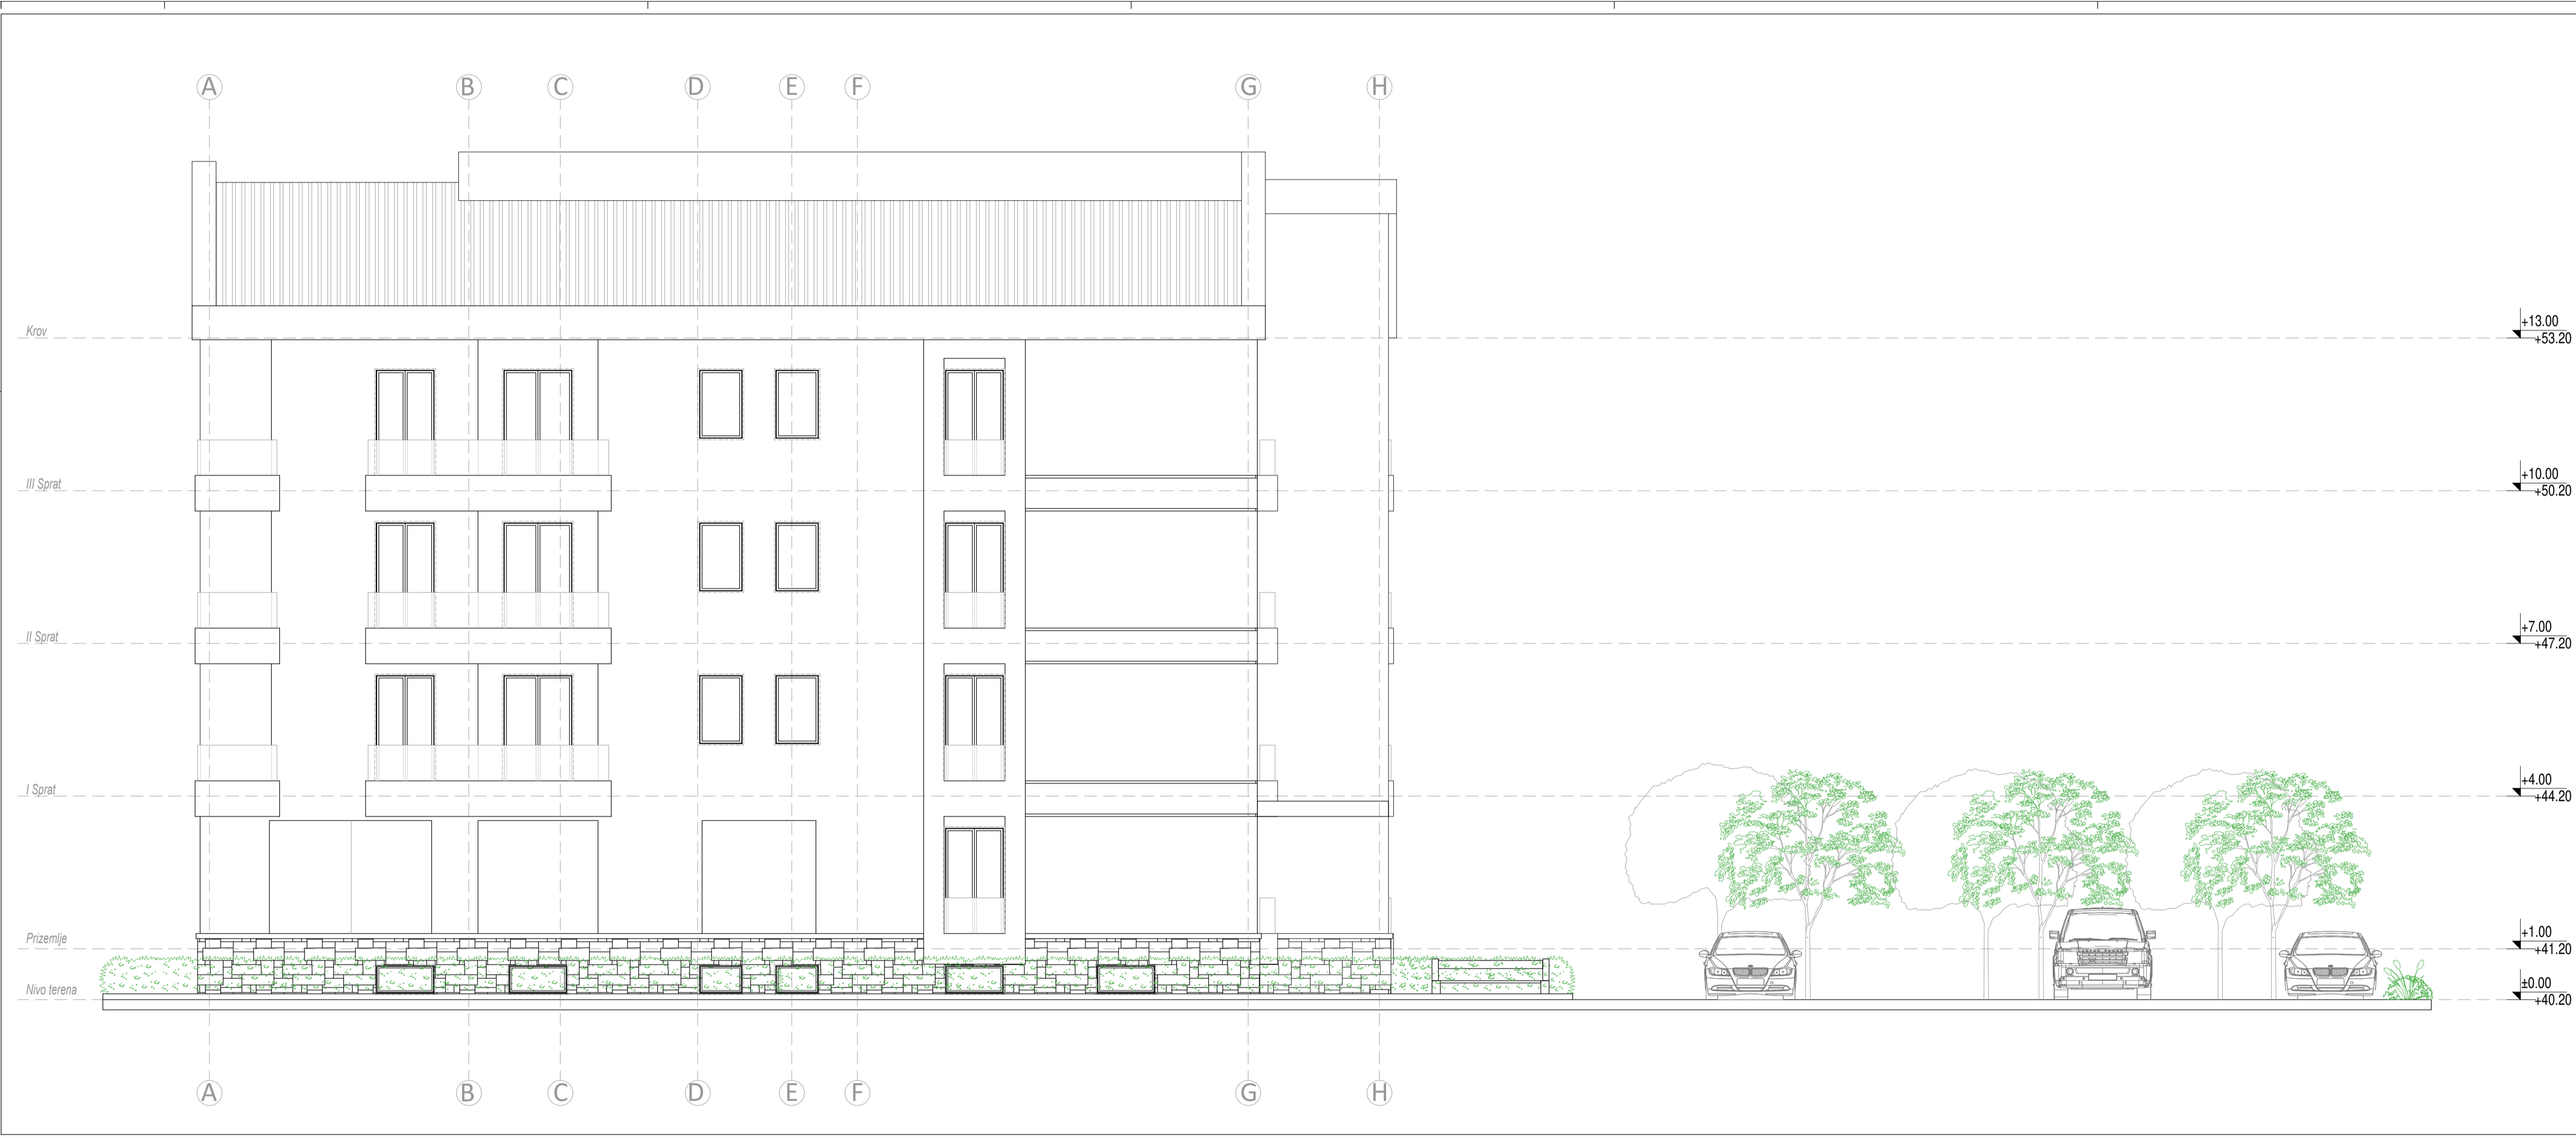 A B C D E F G H
Krov
+13.00
+53.20
III Sprat
+10.00
+50.20
II Sprat
+7.00
+47.20
I Sprat
+4.00
+44.20
Prizemlje
+1.00
+41.20
Nivo terena
±0.00
+40.20
A B C D E F G H